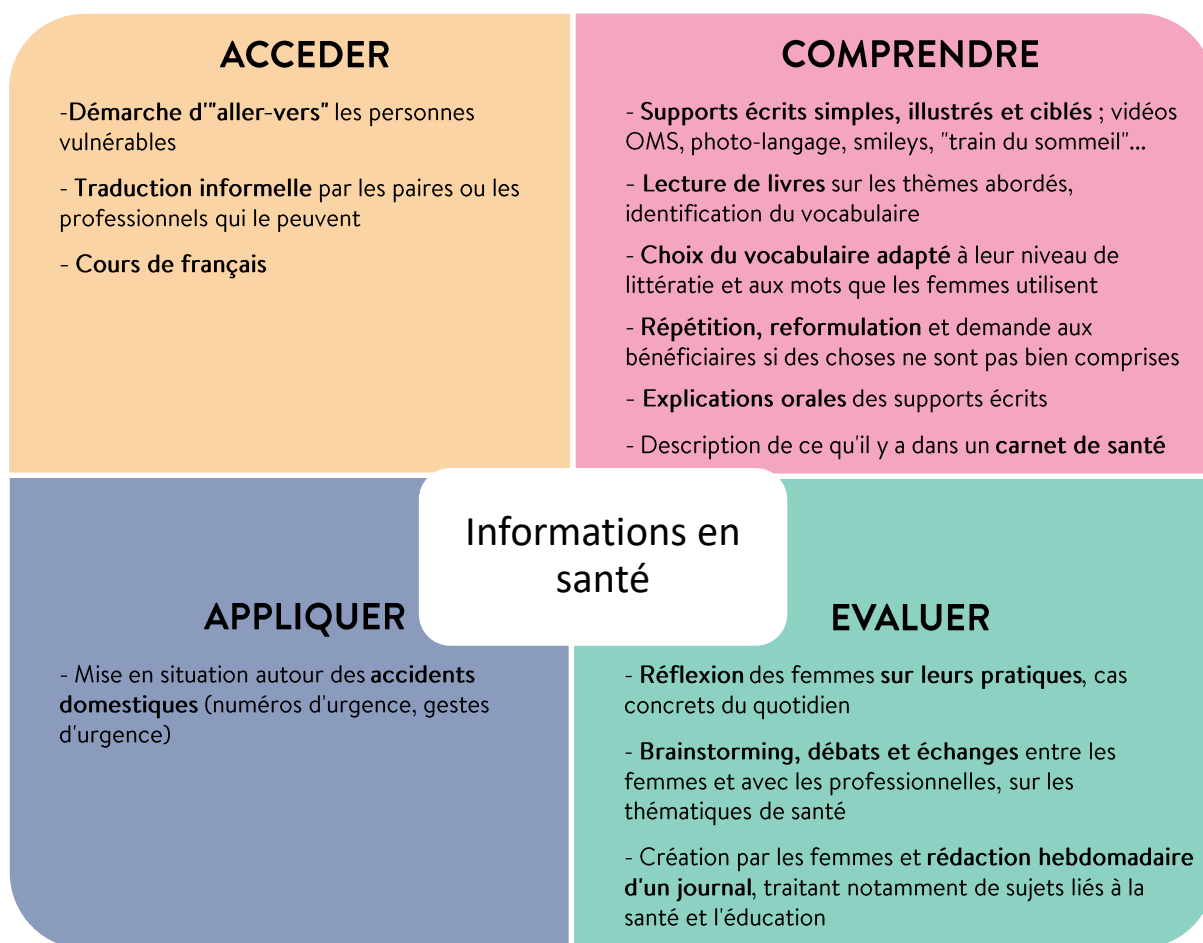 ACCEDER
-Démarche d'"aller-vers" les personnes
vulnérables
- Traduction informelle par les paires ou les
professionnels qui le peuvent
- Cours de français
COMPRENDRE
- Supports écrits simples, illustrés et ciblés ; vidéos
OMS, photo-langage, smileys, "train du sommeil"...
- Lecture de livres sur les thèmes abordés,
identification du vocabulaire
- Choix du vocabulaire adapté à leur niveau de
littératie et aux mots que les femmes utilisent
- Répétition, reformulation et demande aux
bénéficiaires si des choses ne sont pas bien comprises
- Explications orales des supports écrits
- Description de ce qu'il y a dans un carnet de santé
Informations en
santé
APPLIQUER
- Mise en situation autour des accidents
domestiques (numéros d'urgence, gestes
d'urgence)
EVALUER
- Réflexion des femmes sur leurs pratiques, cas
concrets du quotidien
- Brainstorming, débats et échanges entre les
femmes et avec les professionnelles, sur les
thématiques de santé
- Création par les femmes et rédaction hebdomadaire
d'un journal, traitant notamment de sujets liés à la
santé et l'éducation